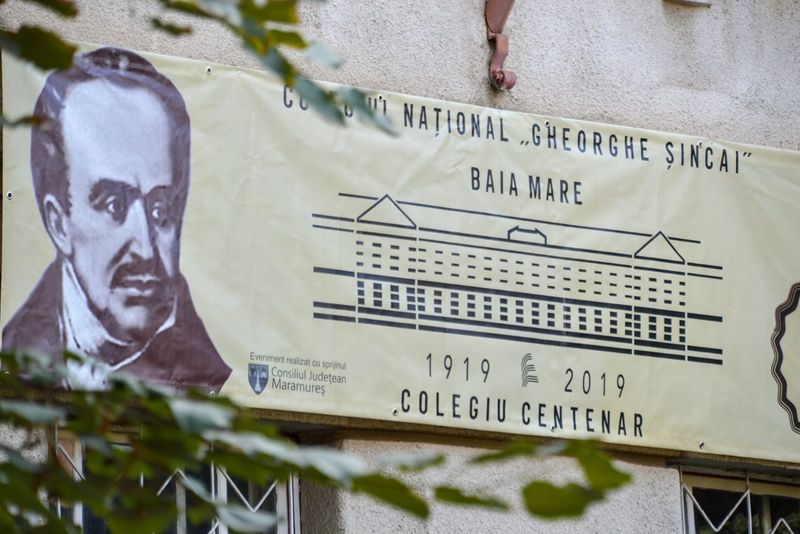 NAȚIONAL „GHEORGHE ȘINCAI”
BAIA MARE
1919 2019
COLEGIU CENTENAR
Eveniment realizat cu sprijinul
Consiliul Județean
Maramureș